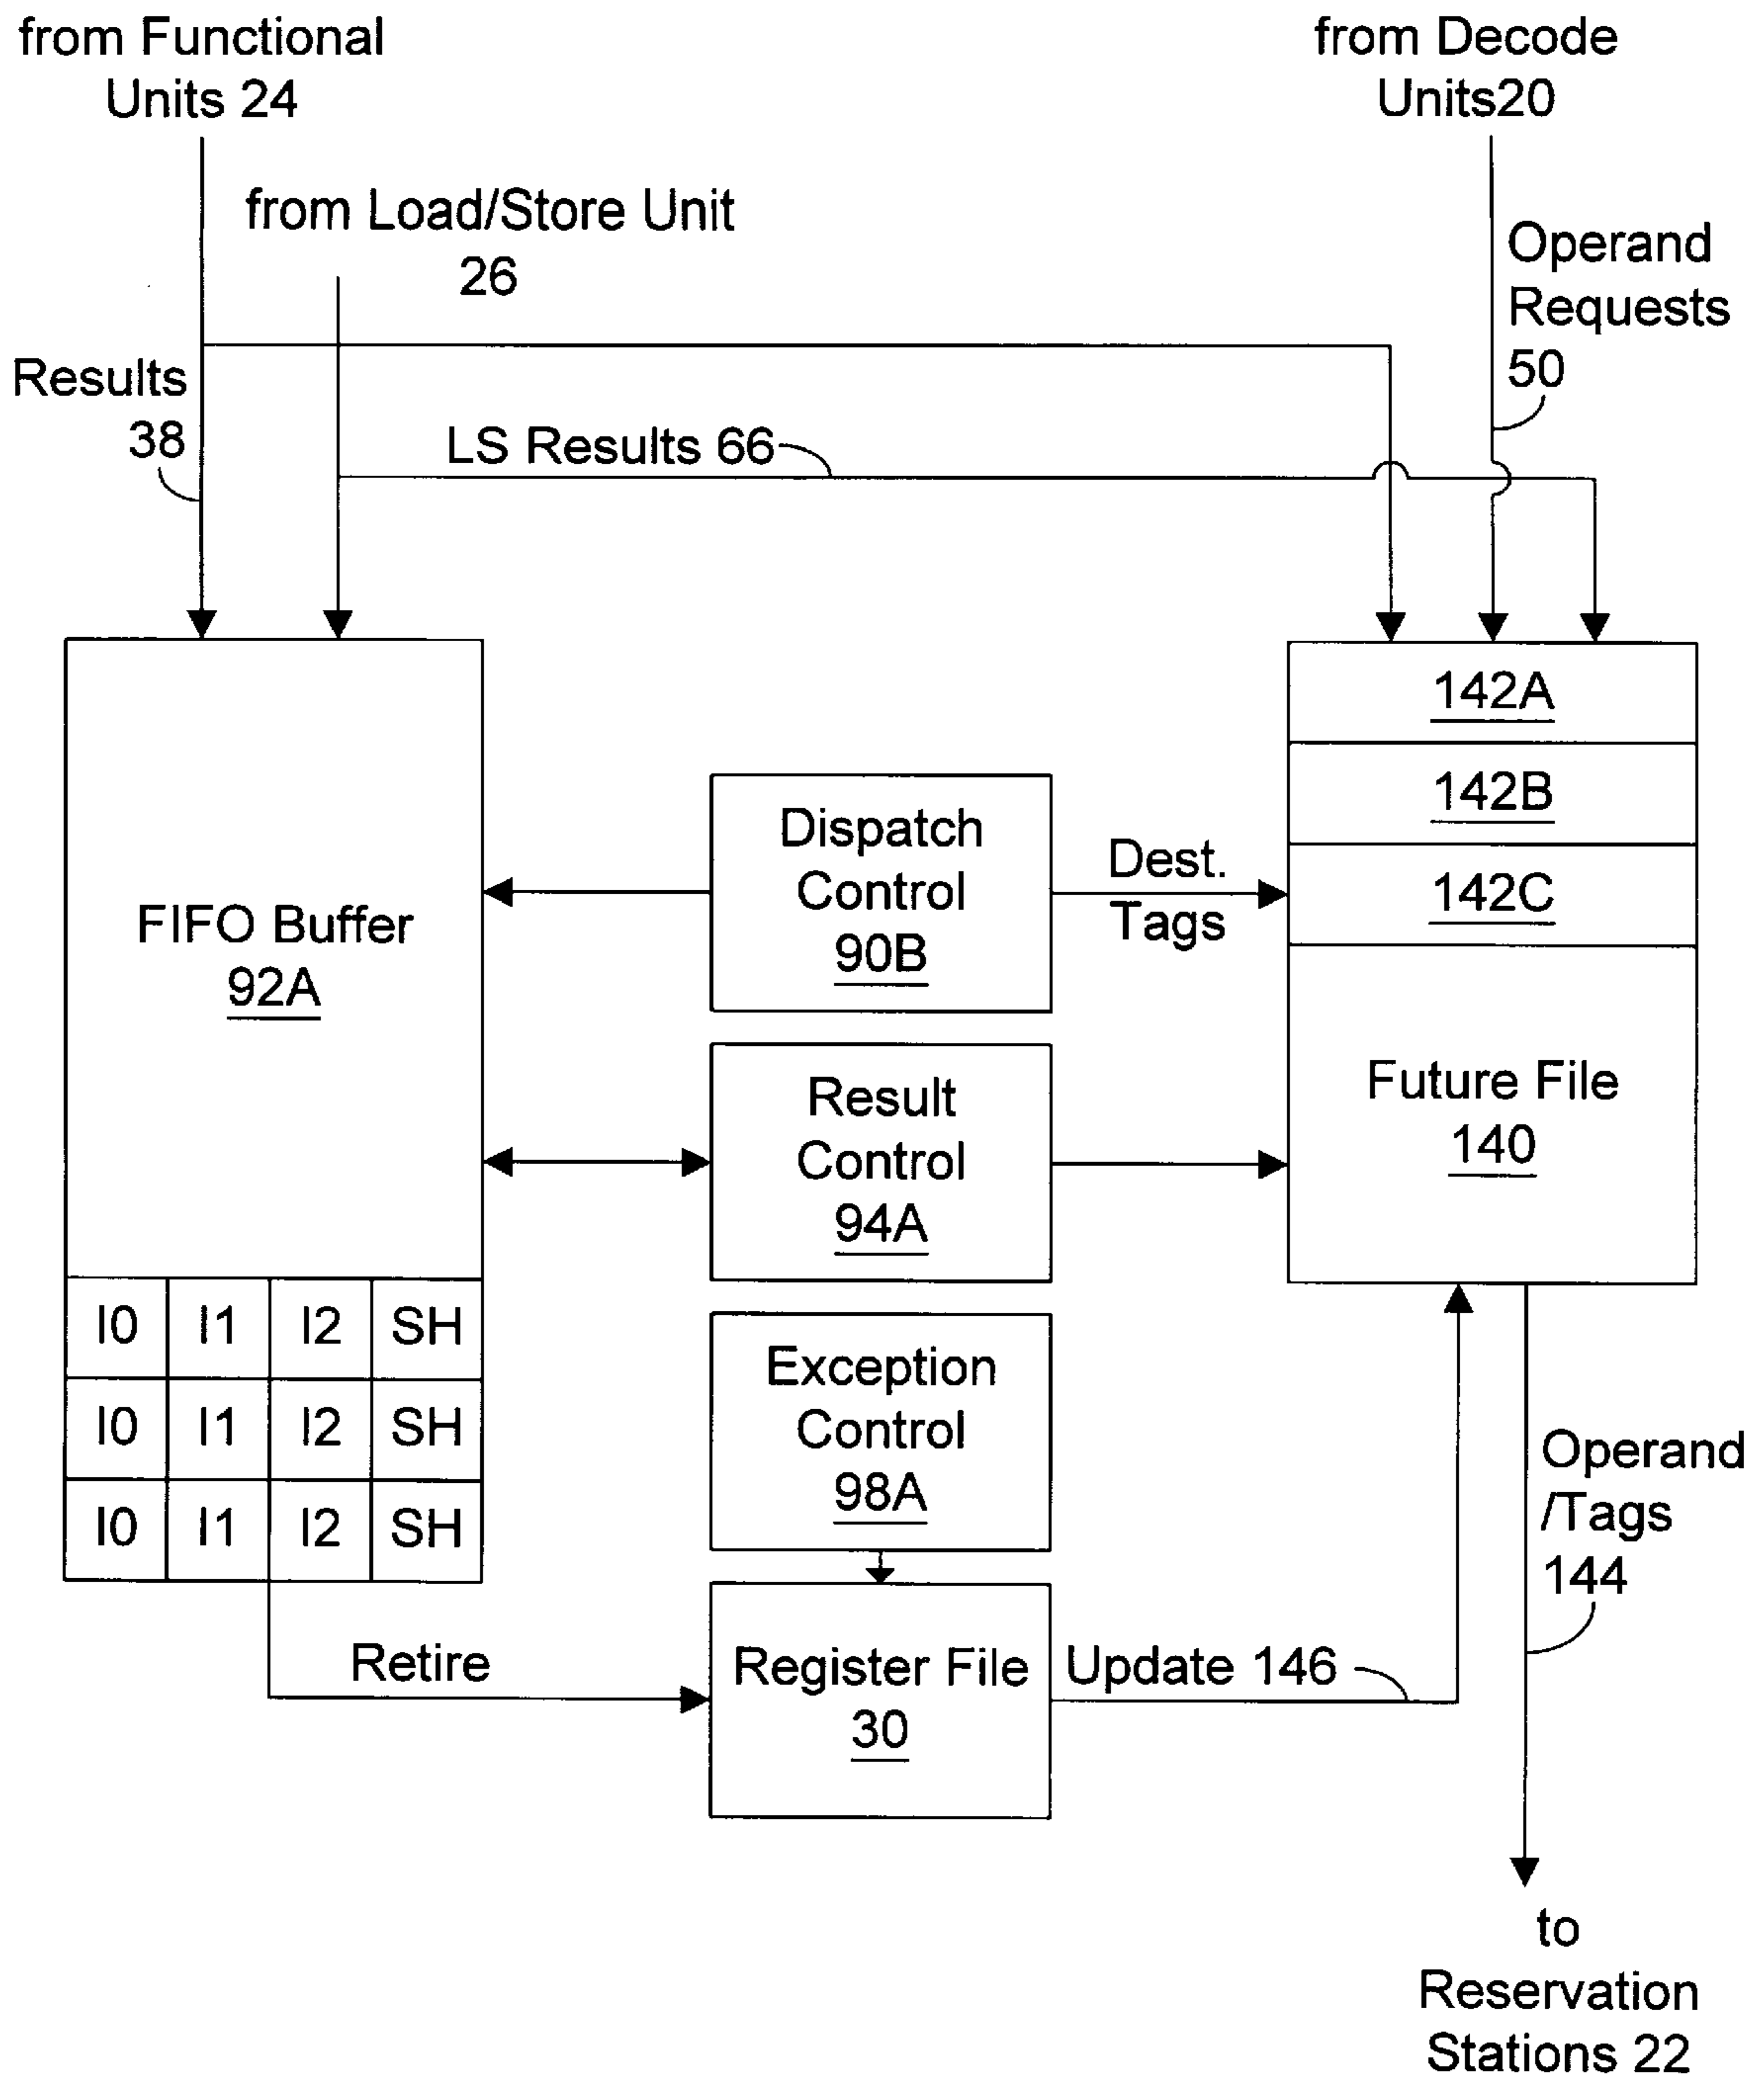 from Functional
Units 24
from Decode
Units20
from Load/Store Unit
26
Operand
Requests
50
Results
38
LS Results 66
142A
142B
142C
Dispatch
Control
90B
Dest.
Tags
FIFO Buffer
92A
Result
Control
94A
Future File
140
I0 I1 I2 SH
I0 I1 I2 SH
I0 I1 I2 SH
Exception
Control
98A
Operand
/Tags
144
Retire
Register File
30
Update 146
to
Reservation
Stations 22